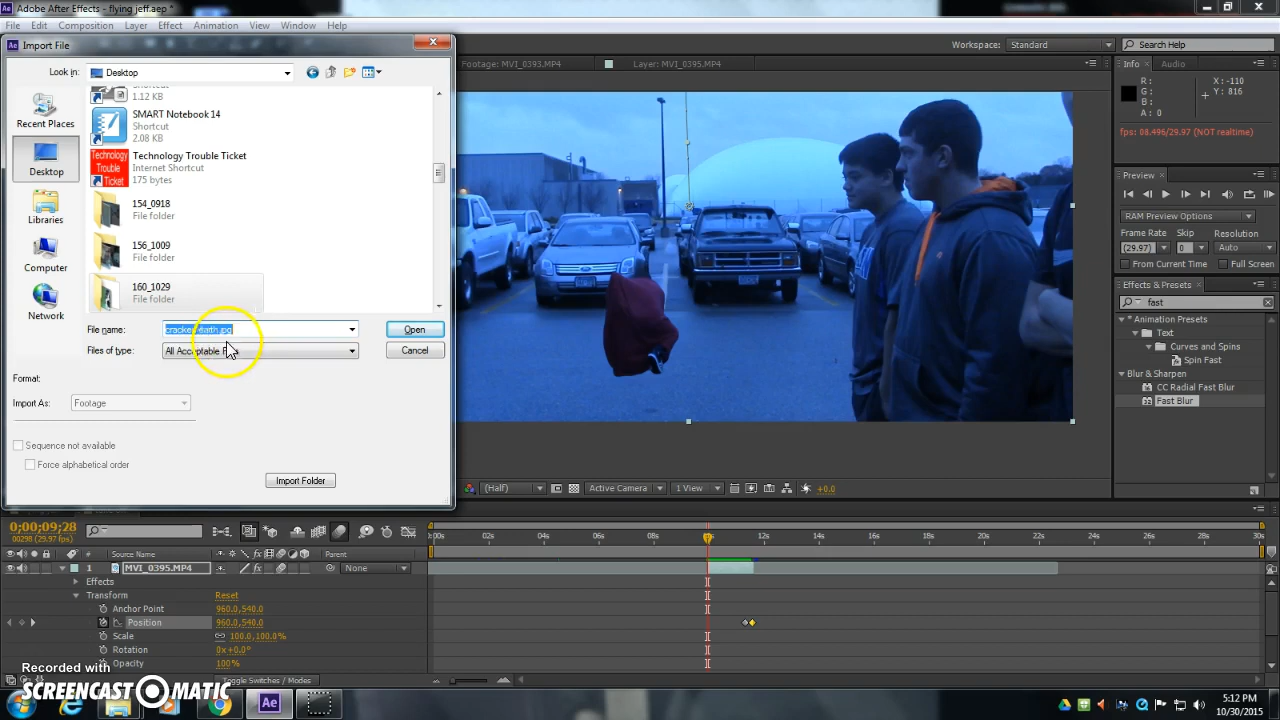 Adobe After Effects - flying jeff.aep *
File Edit Composition Layer Effect Animation View Window Help
Import File
Workspace: Standard Search Help
Look in: Desktop
Footage: MVI_0393.MP4 Layer: MVI_0395.MP4
Info Audio
R: X: -110
G: Y: 816
B:
A: 0
fps: 08.496/29.97 (NOT realtime)
Shortcut
1.12 KB
SMART Notebook 14
Shortcut
2.08 KB
Technology Trouble Ticket
Technology Trouble Ticket
Internet Shortcut
175 bytes
154_0918
File folder
156_1009
File folder
160_1029
File folder
Recent Places
Desktop
Libraries
Computer
Network
File name: Open
Files of type: All Acceptable Cancel
Format:
Import As: Footage
Sequence not available
Force alphabetical order
Import Folder
Preview
RAM Preview Options
Frame Rate Skip Resolution
(29.97) 0 Auto
From Current Time Full Screen
Effects & Presets
fast
* Animation Presets
Text
Curves and Spins
Spin Fast
Blur & Sharpen
CC Radial Fast Blur
Fast Blur
(Half) Active Camera 1 View +0.0
0;00;09;28
00298 (29.97 fps)
02s 04s 06s 08s 12s 14s 16s 18s 20s 22s 24s 26s 28s 30s
# Source Name Parent
1 MVI_0395.MP4 None
Effects
Transform Reset
Anchor Point 960.0,540.0
Position 960.0,540.0
Scale 100.0,100.0%
Rotation 0x+0.0°
Opacity 100%
Toggle Switches / Modes
Recorded with
SCREENCAST O MATIC
Ae
5:12 PM
10/30/2015